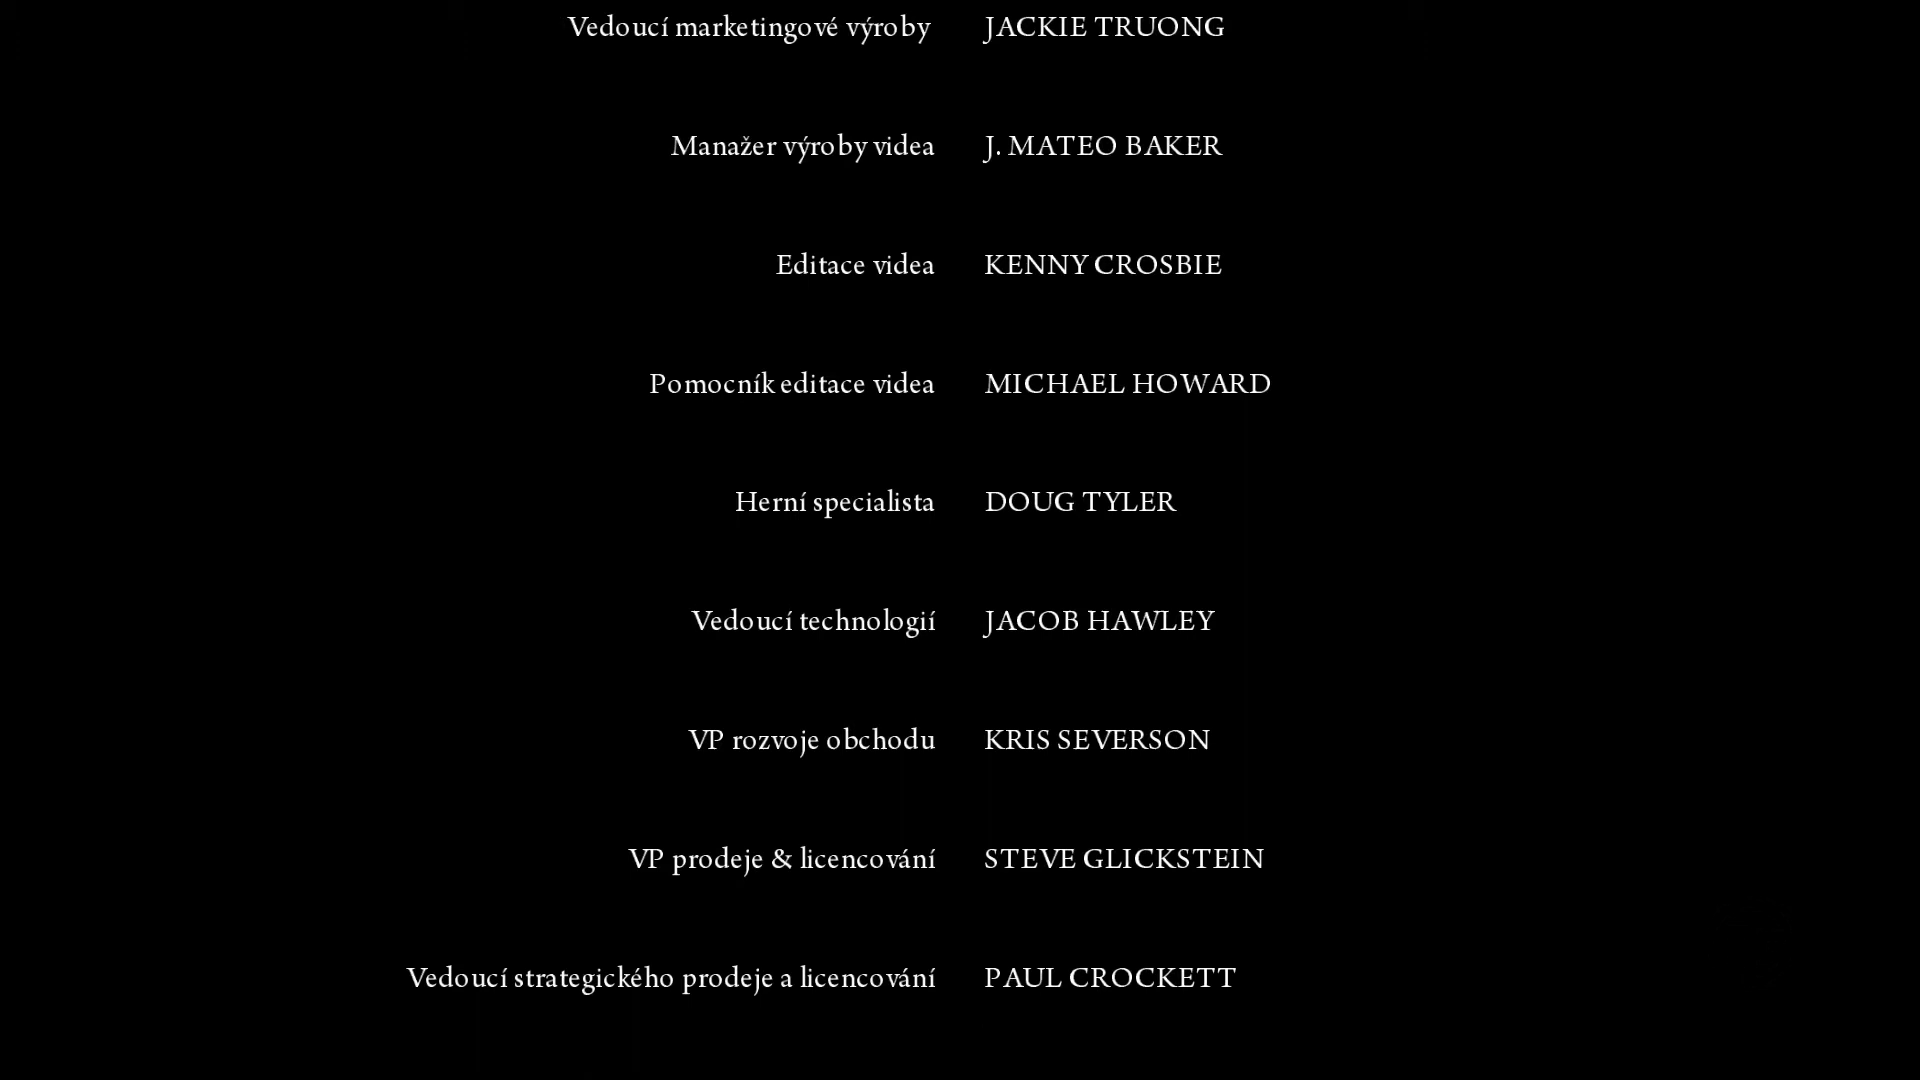 Vedoucí marketingové výroby JACKIE TRUONG
Manažer výroby videa J. MATEO BAKER
Editace videa KENNY CROSBIE
Pomocník editace videa MICHAEL HOWARD
Herní specialista DOUG TYLER
Vedoucí technologií JACOB HAWLEY
VP rozvoje obchodu KRIS SEVERSON
VP prodeje & licencování STEVE GLICKSTEIN
Vedoucí strategického prodeje a licencování PAUL CROCKETT